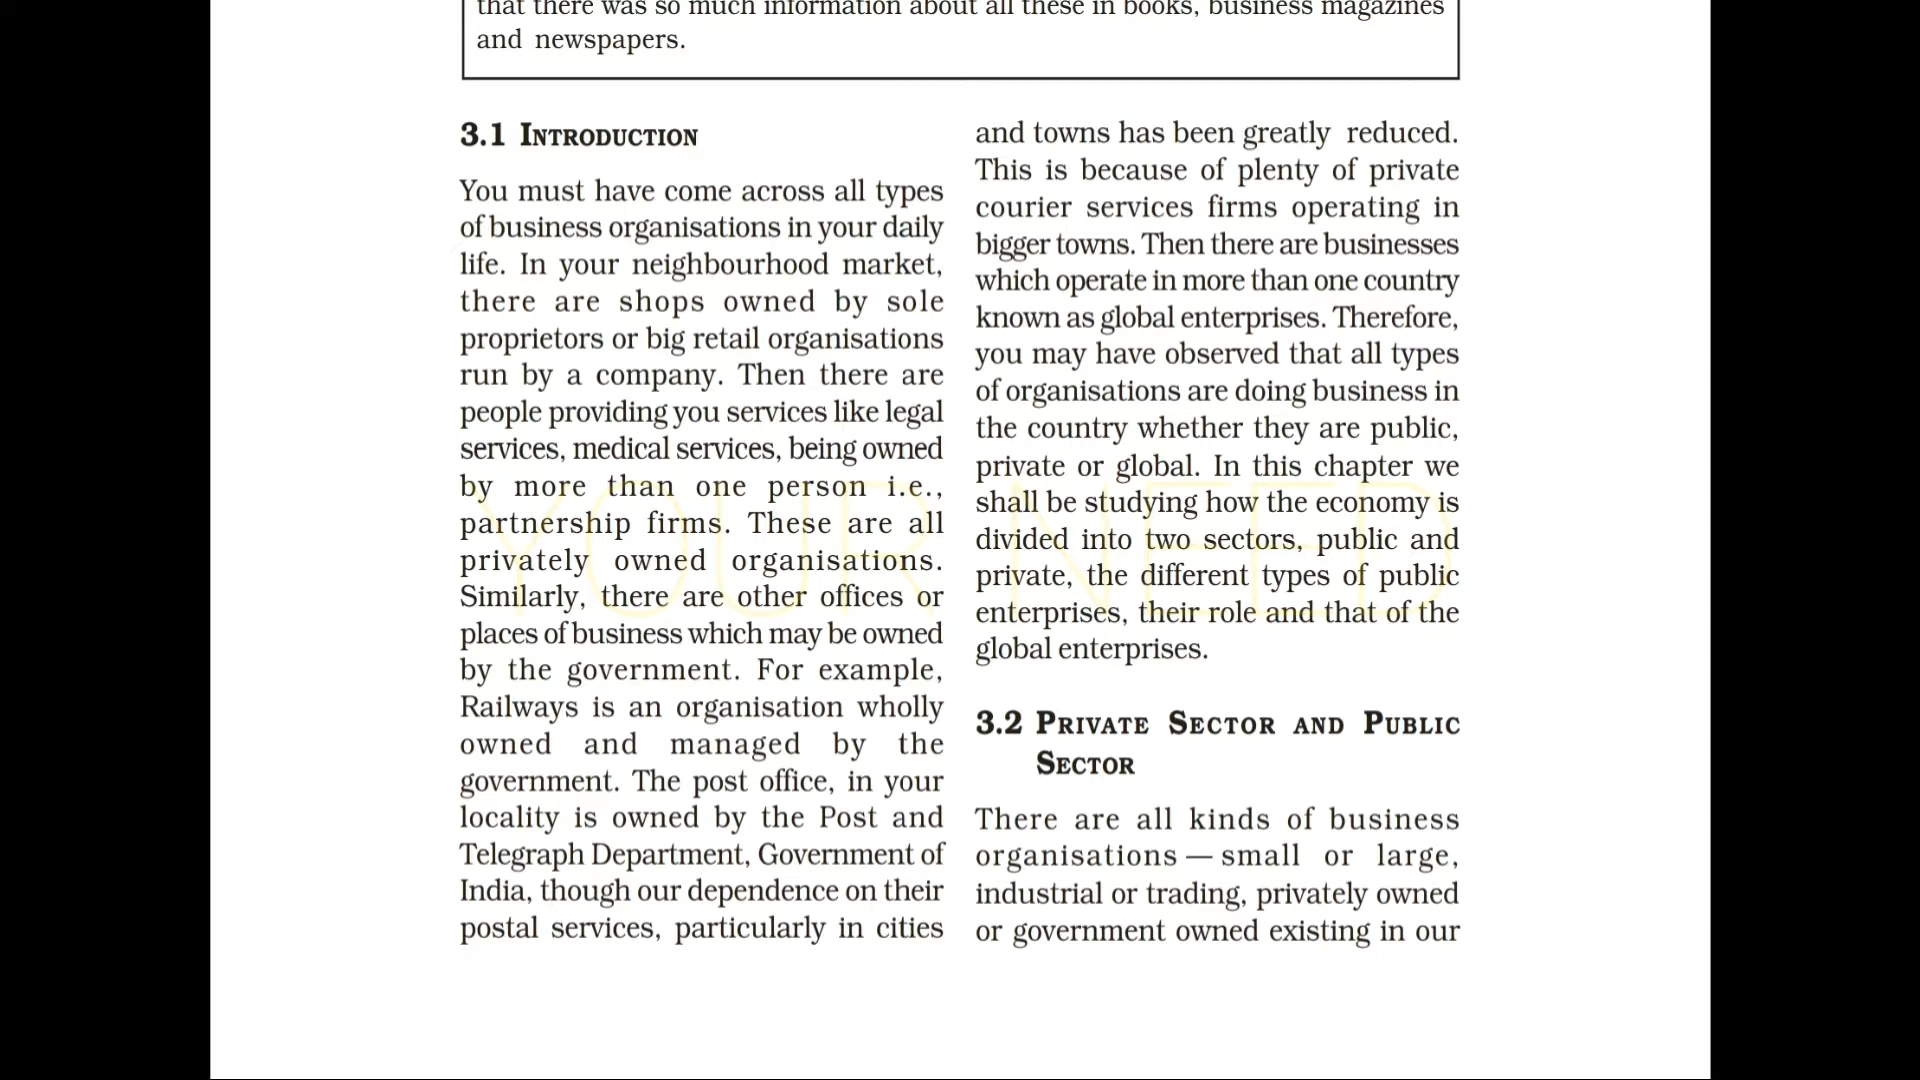 that there was so much information about all these in books, business magazines
and newspapers.
3.1 INTRODUCTION
You must have come across all types
of business organisations in your daily
life. In your neighbourhood market,
there are shops owned by sole
proprietors or big retail organisations
run by a company. Then there are
people providing you services like legal
services, medical services, being owned
by more than one person i.e.,
partnership firms. These are all
privately owned organisations.
Similarly, there are other offices or
places of business which may be owned
by the government. For example,
Railways is an organisation wholly
owned and managed by the
government. The post office, in your
locality is owned by the Post and
Telegraph Department, Government of
India, though our dependence on their
postal services, particularly in cities
and towns has been greatly reduced.
This is because of plenty of private
courier services firms operating in
bigger towns. Then there are businesses
which operate in more than one country
known as global enterprises. Therefore,
you may have observed that all types
of organisations are doing business in
the country whether they are public,
private or global. In this chapter we
shall be studying how the economy is
divided into two sectors, public and
private, the different types of public
enterprises, their role and that of the
global enterprises.
3.2 PRIVATE SECTOR AND PUBLIC
SECTOR
There are all kinds of business
organisations — small or large,
industrial or trading, privately owned
or government owned existing in our
YOUR NEED